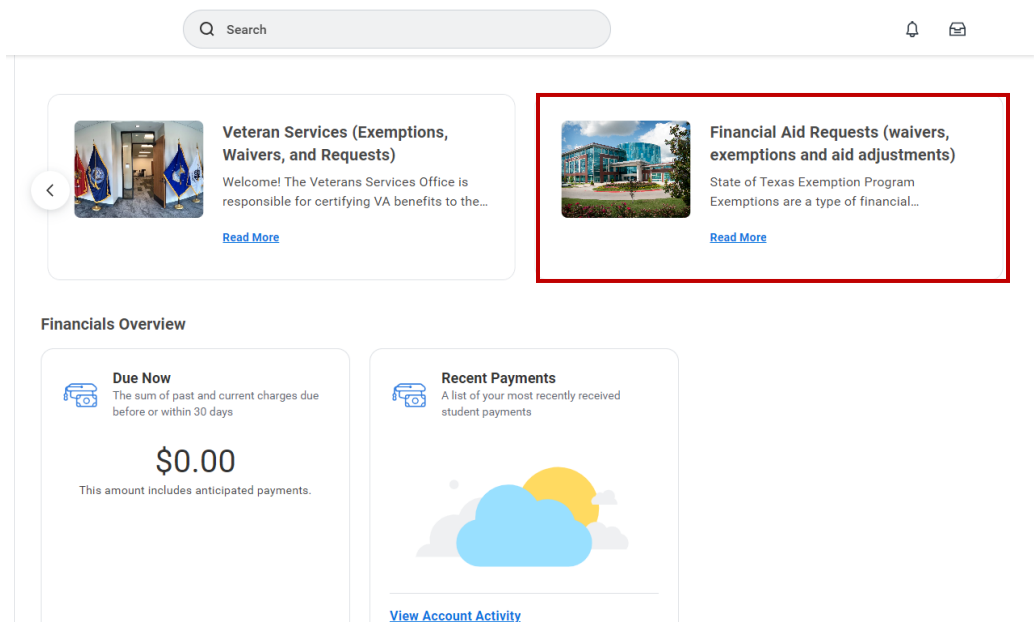 Search
Veteran Services (Exemptions,
Waivers, and Requests)
Welcome! The Veterans Services Office is
responsible for certifying VA benefits to the…
Read More
Financial Aid Requests (waivers,
exemptions and aid adjustments)
State of Texas Exemption Program
Exemptions are a type of financial…
Read More
Financials Overview
Due Now
The sum of past and current charges due
before or within 30 days
$0.00
This amount includes anticipated payments.
Recent Payments
A list of your most recently received
student payments
View Account Activity